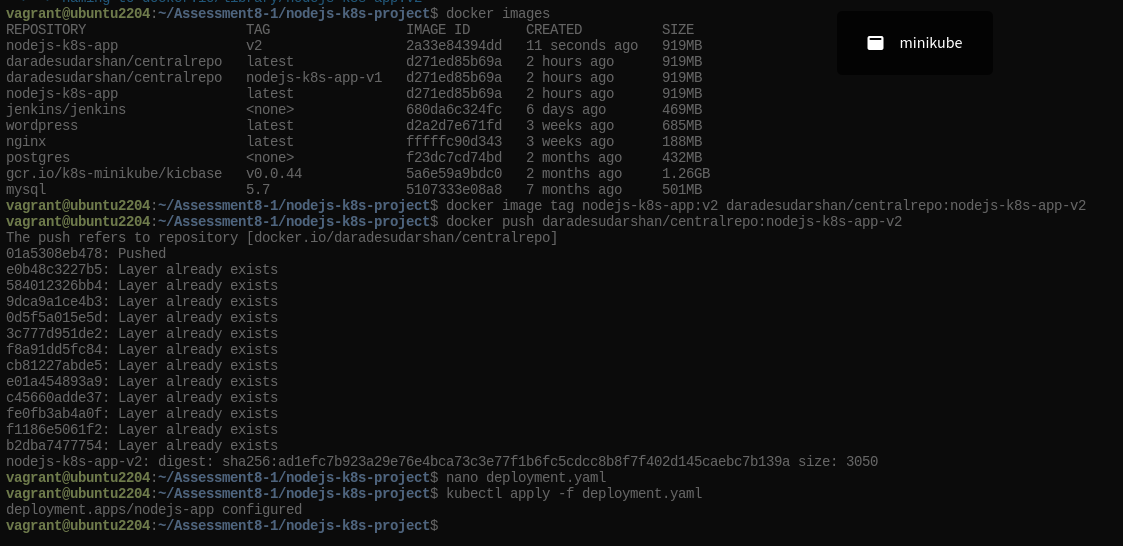 vagrant@ubuntu2204:~/Assessment8-1/nodejs-k8s-project$ docker images
REPOSITORY                    TAG                 IMAGE ID       CREATED          SIZE
nodejs-k8s-app                v2                  2a33e84394dd   11 seconds ago   919MB
daradesudarshan/centralrepo   latest              d271ed85b69a   2 hours ago      919MB
daradesudarshan/centralrepo   nodejs-k8s-app-v1   d271ed85b69a   2 hours ago      919MB
nodejs-k8s-app                latest              d271ed85b69a   2 hours ago      919MB
jenkins/jenkins               <none>              680da6c324fc   6 days ago       469MB
wordpress                     latest              d2a2d7e671fd   3 weeks ago      685MB
nginx                         latest              fffffc90d343   3 weeks ago      188MB
postgres                      <none>              f23dc7cd74bd   2 months ago     432MB
gcr.io/k8s-minikube/kicbase   v0.0.44             5a6e59a9bdc0   2 months ago     1.26GB
mysql                         5.7                 5107333e08a8   7 months ago     501MB
vagrant@ubuntu2204:~/Assessment8-1/nodejs-k8s-project$ docker image tag nodejs-k8s-app:v2 daradesudarshan/centralrepo:nodejs-k8s-app-v2
vagrant@ubuntu2204:~/Assessment8-1/nodejs-k8s-project$ docker push daradesudarshan/centralrepo:nodejs-k8s-app-v2
The push refers to repository [docker.io/daradesudarshan/centralrepo]
01a5308eb478: Pushed
e0b48c3227b5: Layer already exists
584012326bb4: Layer already exists
9dca9a1ce4b3: Layer already exists
0d5f5a015e5d: Layer already exists
3c777d951de2: Layer already exists
f8a91dd5fc84: Layer already exists
cb81227abde5: Layer already exists
e01a454893a9: Layer already exists
c45660adde37: Layer already exists
fe0fb3ab4a0f: Layer already exists
f1186e5061f2: Layer already exists
b2dba7477754: Layer already exists
nodejs-k8s-app-v2: digest: sha256:ad1efc7b923a29e76e4bca73c3e77f1b6fc5cdcc8b8f7f402d145caebc7b139a size: 3050
vagrant@ubuntu2204:~/Assessment8-1/nodejs-k8s-project$ nano deployment.yaml
vagrant@ubuntu2204:~/Assessment8-1/nodejs-k8s-project$ kubectl apply -f deployment.yaml
deployment.apps/nodejs-app configured
vagrant@ubuntu2204:~/Assessment8-1/nodejs-k8s-project$
minikube